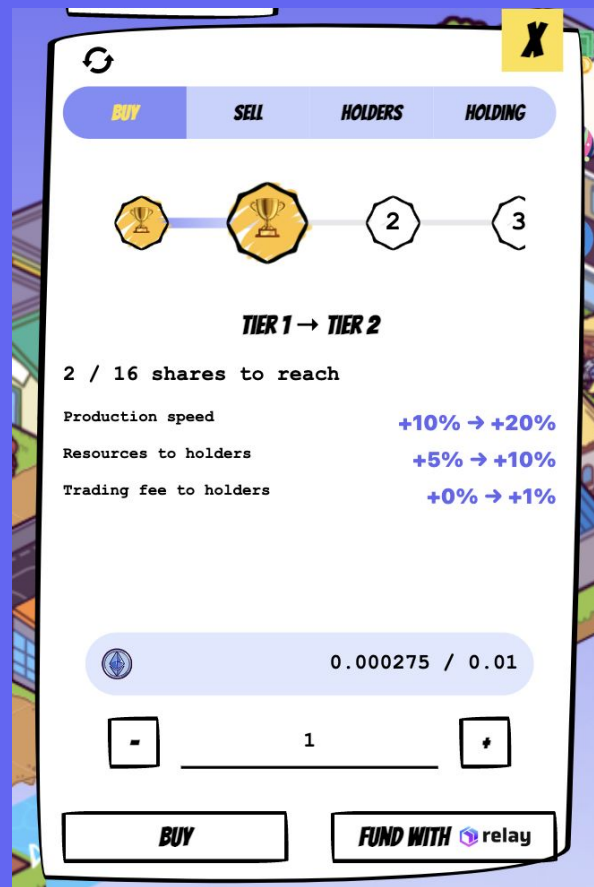 X
BUY SELL HOLDERS HOLDING
2 3
TIER 1 → TIER 2
2 / 16 shares to reach
Production speed +10% → +20%
Resources to holders +5% → +10%
Trading fee to holders +0% → +1%
0.000275 / 0.01
- 1 +
BUY FUND WITH relay